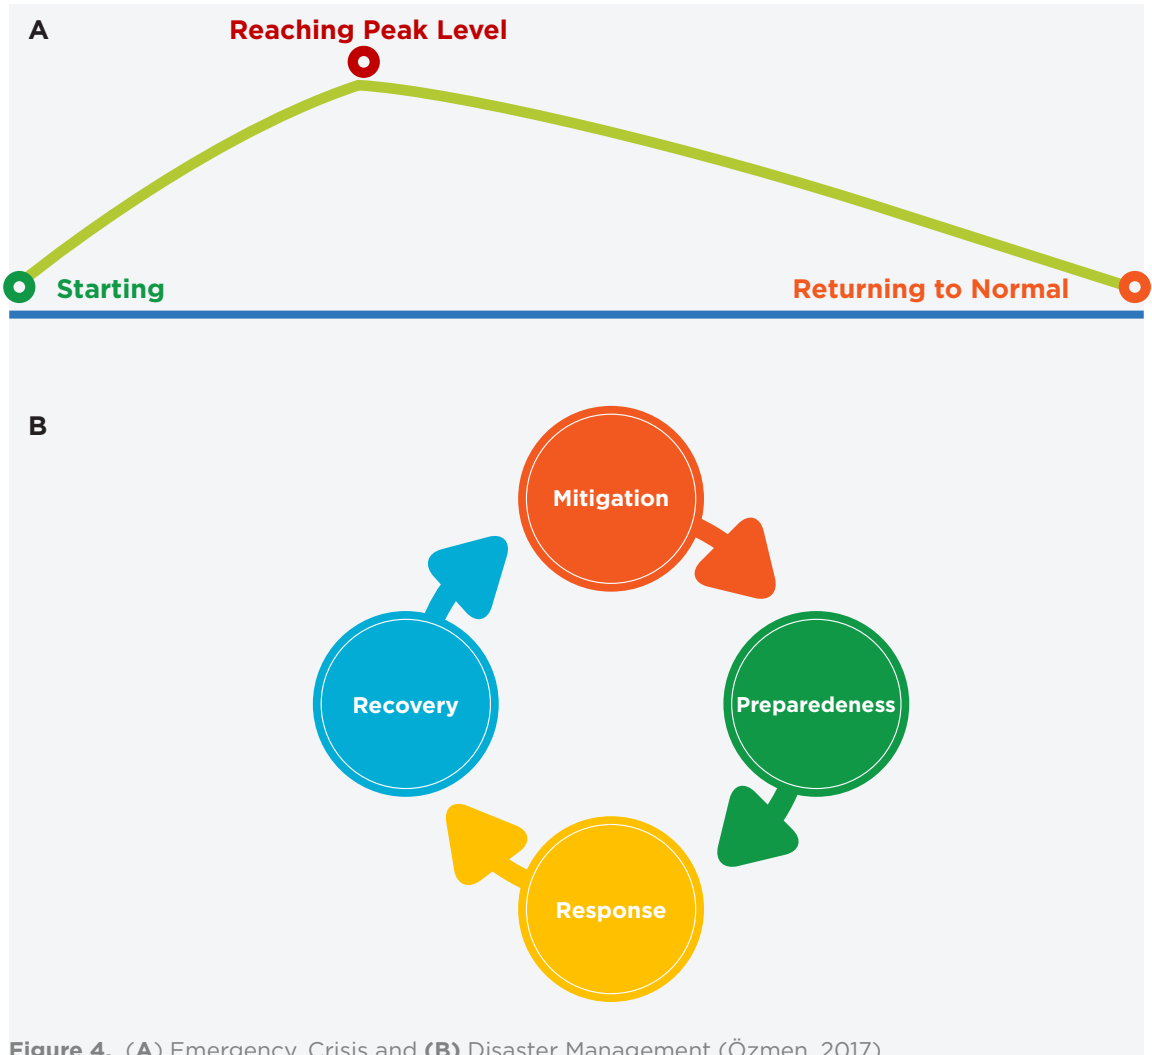 A
Reaching Peak Level
Starting
Returning to Normal
B
Mitigation
Recovery
Preparedeness
Response
Figure 4. (A) Emergency, Crisis and (B) Disaster Management (Özmen, 2017)